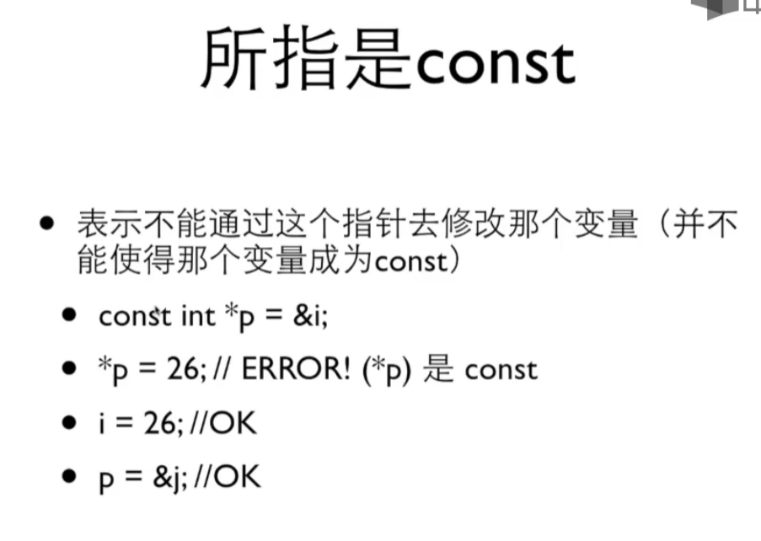 所指是const
• 表示不能通过这个指针去修改那个变量（并不
能使得那个变量成为const）
• const int *p = &i;
• *p = 26; // ERROR! (*p) 是 const
• i = 26; //OK
• p = &j; //OK